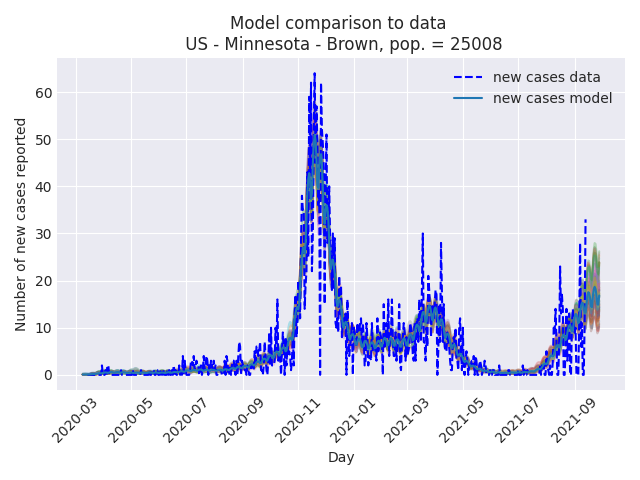 Model comparison to data
US - Minnesota - Brown, pop. = 25008
new cases data
new cases model
Number of new cases reported
60
50
40
30
20
10
0
2020-03
2020-05
2020-07
2020-09
2020-11
2021-01
2021-03
2021-05
2021-07
2021-09
Day